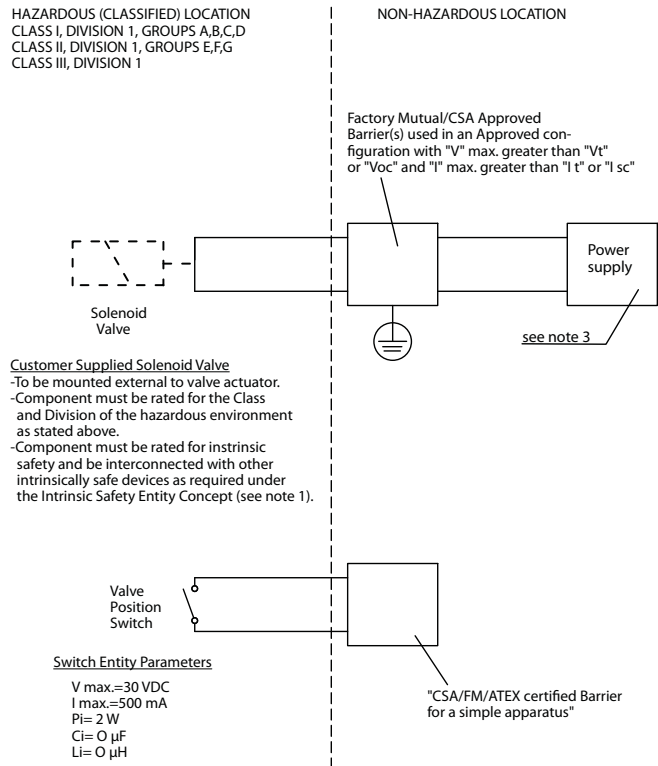 HAZARDOUS (CLASSIFIED) LOCATION
CLASS I, DIVISION 1, GROUPS A,B,C,D
CLASS II, DIVISION 1, GROUPS E,F,G
CLASS III, DIVISION 1
NON-HAZARDOUS LOCATION
Factory Mutual/CSA Approved
Barrier(s) used in an Approved con-
figuration with "V" max. greater than "Vt"
or "Voc" and "I" max. greater than "I t" or "I sc"
Power
supply
see note 3
Solenoid
Valve
Customer Supplied Solenoid Valve
-To be mounted external to valve actuator.
-Component must be rated for the Class
and Division of the hazardous environment
as stated above.
-Component must be rated for instrinsic
safety and be interconnected with other
intrinsically safe devices as required under
the Intrinsic Safety Entity Concept (see note 1).
Valve
Position
Switch
Switch Entity Parameters
V max.=30 VDC
I max.=500 mA
Pi= 2 W
Ci= O µF
Li= O µH
"CSA/FM/ATEX certified Barrier
for a simple apparatus"